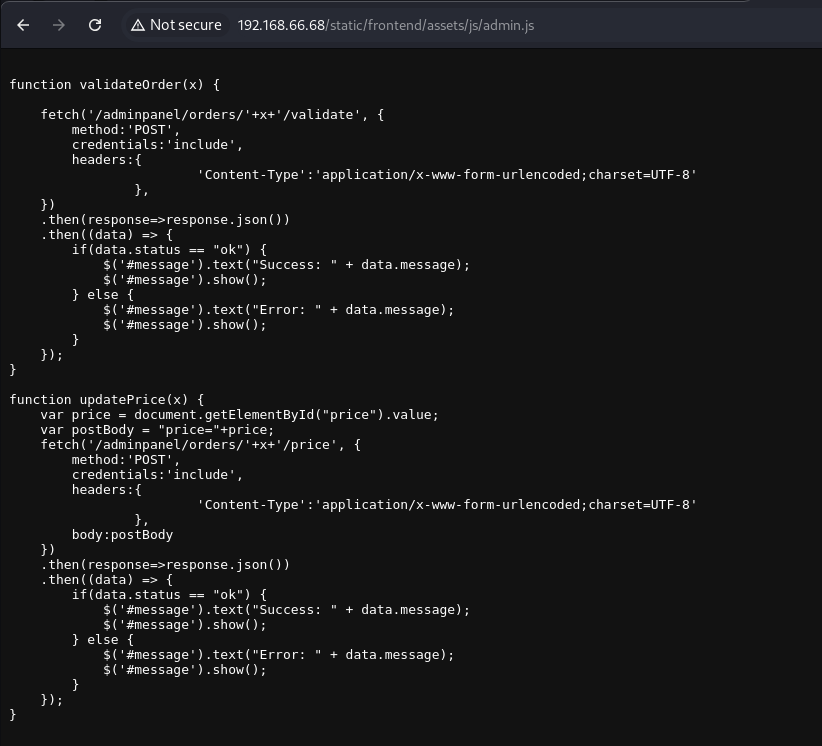 Not secure 192.168.66.68/static/frontend/assets/js/admin.js
function validateOrder(x) {
    fetch('/adminpanel/orders/'+x+'/validate', {
        method:'POST',
        credentials:'include',
        headers:{
                        'Content-Type':'application/x-www-form-urlencoded;charset=UTF-8'
                },
    })
    .then(response=>response.json())
    .then((data) => {
        if(data.status == "ok") {
            $('#message').text("Success: " + data.message);
            $('#message').show();
        } else {
            $('#message').text("Error: " + data.message);
            $('#message').show();
        }
    });
}
function updatePrice(x) {
    var price = document.getElementById("price").value;
    var postBody = "price="+price;
    fetch('/adminpanel/orders/'+x+'/price', {
        method:'POST',
        credentials:'include',
        headers:{
                        'Content-Type':'application/x-www-form-urlencoded;charset=UTF-8'
                },
        body:postBody
    })
    .then(response=>response.json())
    .then((data) => {
        if(data.status == "ok") {
            $('#message').text("Success: " + data.message);
            $('#message').show();
        } else {
            $('#message').text("Error: " + data.message);
            $('#message').show();
        }
    });
}